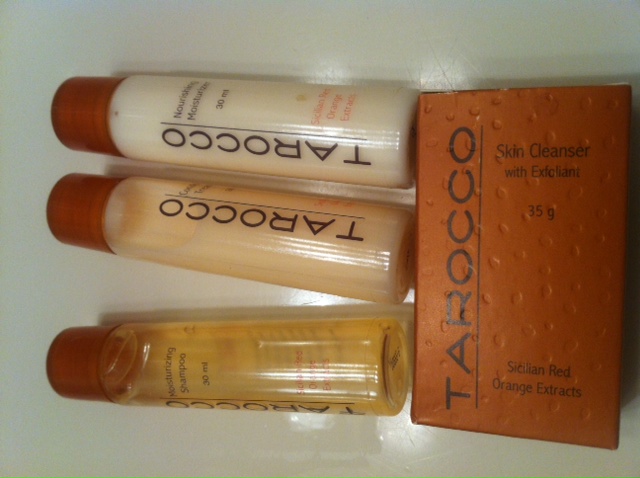 Nourishing
Moisturizer
30 ml
TAROCCO
Sicilian Red
Orange
Extracts
TAROCCO
Moisturizing
Shampoo
30 ml
TAROCCO
Sicilian Red
Orange
Extracts
Skin Cleanser
with Exfoliant
35 g
TAROCCO
Sicilian Red
Orange Extracts